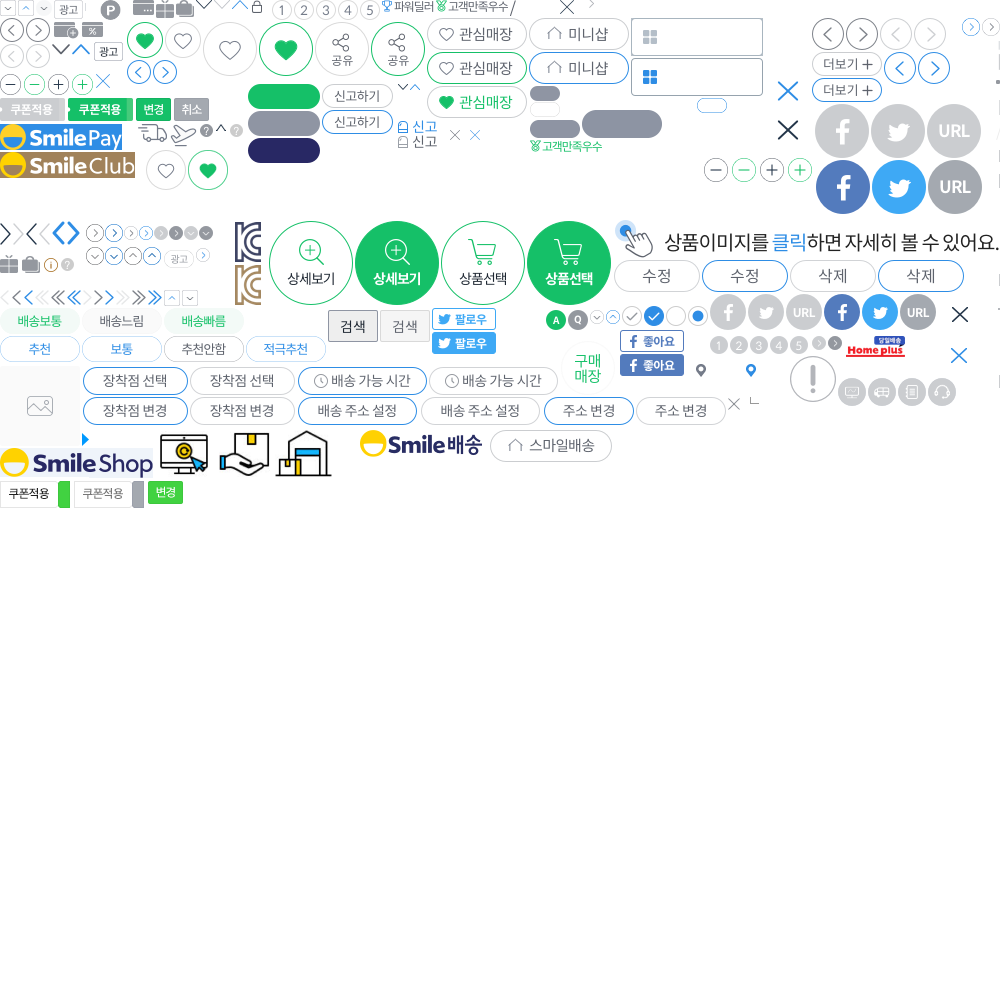 광고 P 1 2 3 4 5 파워딜러 고객만족우수
광고
공유 공유
관심매장 미니샵
관심매장 미니샵
관심매장
더보기
더보기
쿠폰적용 쿠폰적용 변경 취소
신고하기
신고하기
신고
신고
고객만족우수
SmilePay
SmileClub
URL
URL
상품이미지를 클릭하면 자세히 볼 수 있어요.
광고
상세보기 상세보기 상품선택 상품선택
수정 수정 삭제 삭제
배송보통 배송느림 배송빠름
추천 보통 추천안함 적극추천
검색 검색
팔로우
팔로우
A Q
URL URL
좋아요
좋아요
1 2 3 4 5
당일배송
Home plus
구매
매장
장착점 선택 장착점 선택 배송 가능 시간 배송 가능 시간
장착점 변경 장착점 변경 배송 주소 설정 배송 주소 설정 주소 변경 주소 변경
SmileShop
Smile배송 스마일배송
쿠폰적용 쿠폰적용 변경